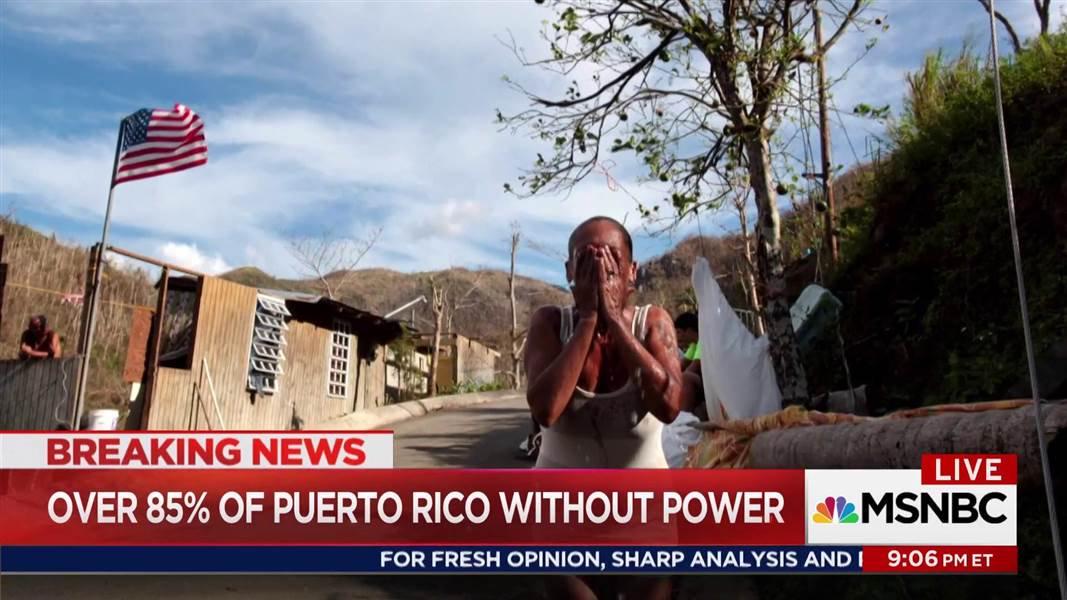 BREAKING NEWS
OVER 85% OF PUERTO RICO WITHOUT POWER
LIVE
MSNBC
FOR FRESH OPINION, SHARP ANALYSIS AND
9:06 PM ET